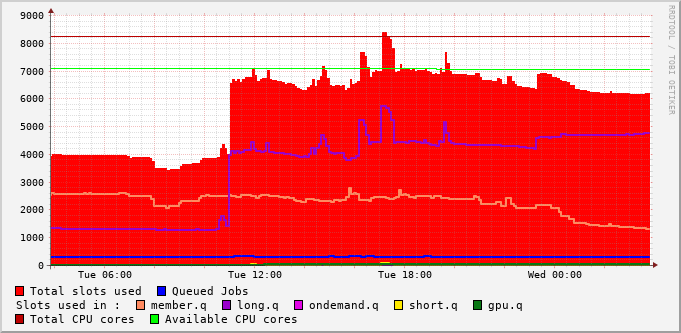 9000
8000
7000
6000
5000
4000
3000
2000
1000
0
Tue 06:00 Tue 12:00 Tue 18:00 Wed 00:00
Total slots used Queued Jobs
Slots used in : member.q long.q ondemand.q short.q gpu.q
Total CPU cores Available CPU cores
RRDTOOL / TOBI OETIKER